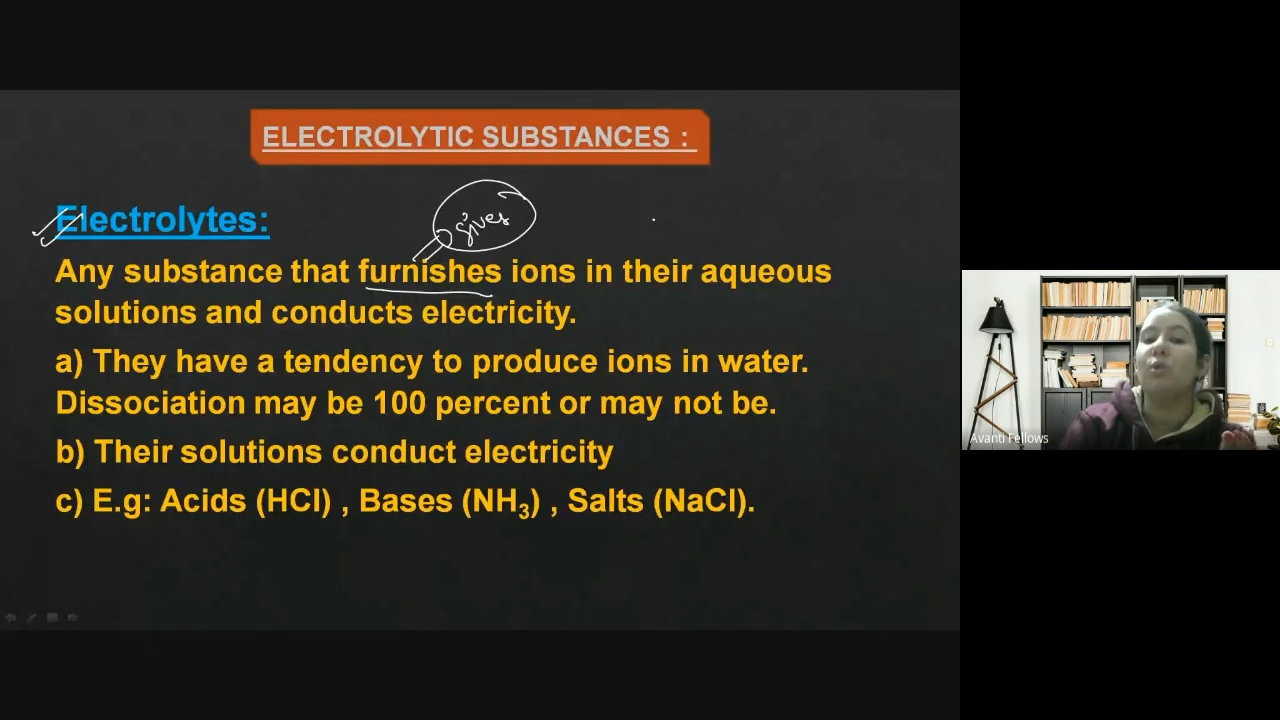 ELECTROLYTIC SUBSTANCES :
Electrolytes:
gives
Any substance that furnishes ions in their aqueous
solutions and conducts electricity.
a) They have a tendency to produce ions in water.
Dissociation may be 100 percent or may not be.
b) Their solutions conduct electricity
c) E.g: Acids (HCl) , Bases (NH₃) , Salts (NaCl).
Avanti Fellows